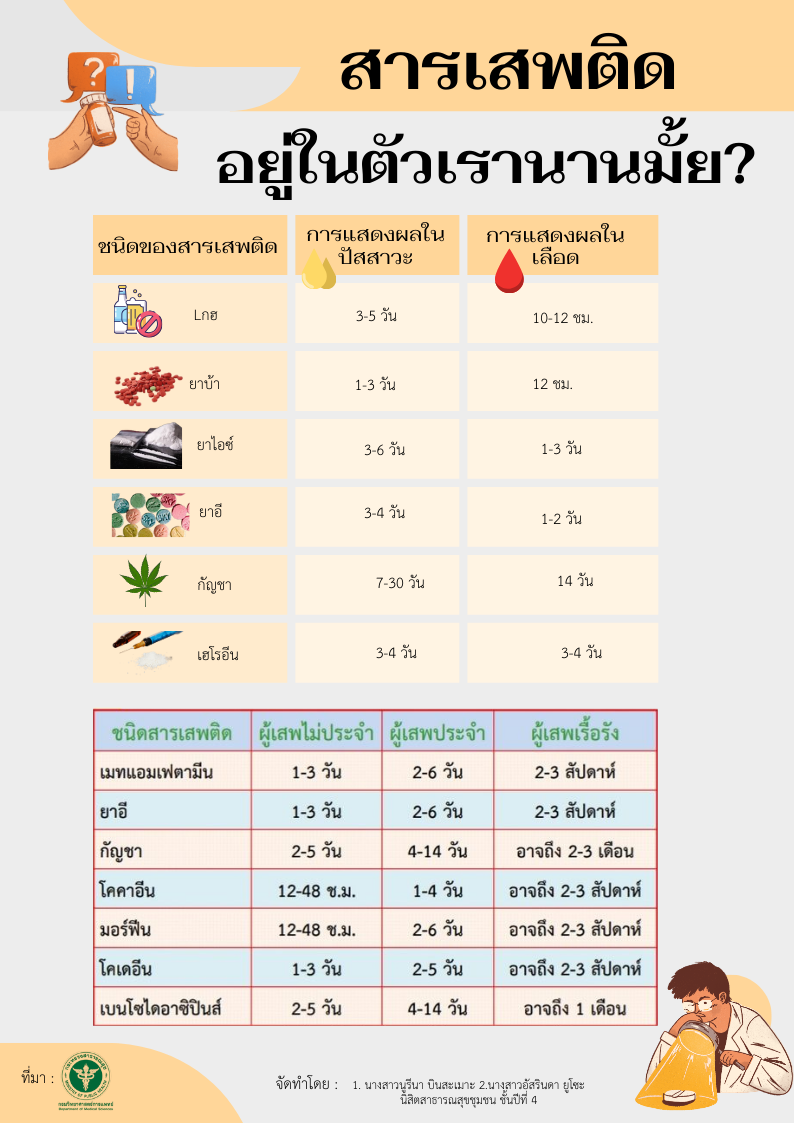 สารเสพติด
อยู่ในตัวเรานานมั้ย?
ชนิดของสารเสพติด
การแสดงผลใน
ปัสสาวะ
การแสดงผลใน
เลือด
Lกฮ
3-5 วัน
10-12 ชม.
ยาบ้า
1-3 วัน
12 ชม.
ยาไอซ์
3-6 วัน
1-3 วัน
ยาอี
3-4 วัน
1-2 วัน
กัญชา
7-30 วัน
14 วัน
เฮโรอีน
3-4 วัน
3-4 วัน
ชนิดสารเสพติด ผู้เสพไม่ประจำ ผู้เสพประจำ ผู้เสพเรื้อรัง
เมทแอมเฟตามีน 1-3 วัน 2-6 วัน 2-3 สัปดาห์
ยาอี 1-3 วัน 2-6 วัน 2-3 สัปดาห์
กัญชา 2-5 วัน 4-14 วัน อาจถึง 2-3 เดือน
โคคาอีน 12-48 ช.ม. 1-4 วัน อาจถึง 2-3 สัปดาห์
มอร์ฟีน 12-48 ช.ม. 2-6 วัน อาจถึง 2-3 สัปดาห์
โคเดอีน 1-3 วัน 2-5 วัน อาจถึง 2-3 สัปดาห์
เบนโซไดอาซิปินส์ 2-5 วัน 4-14 วัน อาจถึง 1 เดือน
ที่มา :
กรมวิทยาศาสตร์การแพทย์
Department of Medical Sciences
จัดทำโดย : 1. นางสาวนูรีนา บินสะเมาะ 2.นางสาวอัสรินดา ยูโซะ
นิสิตสาธารณสุขชุมชน ชั้นปีที่ 4